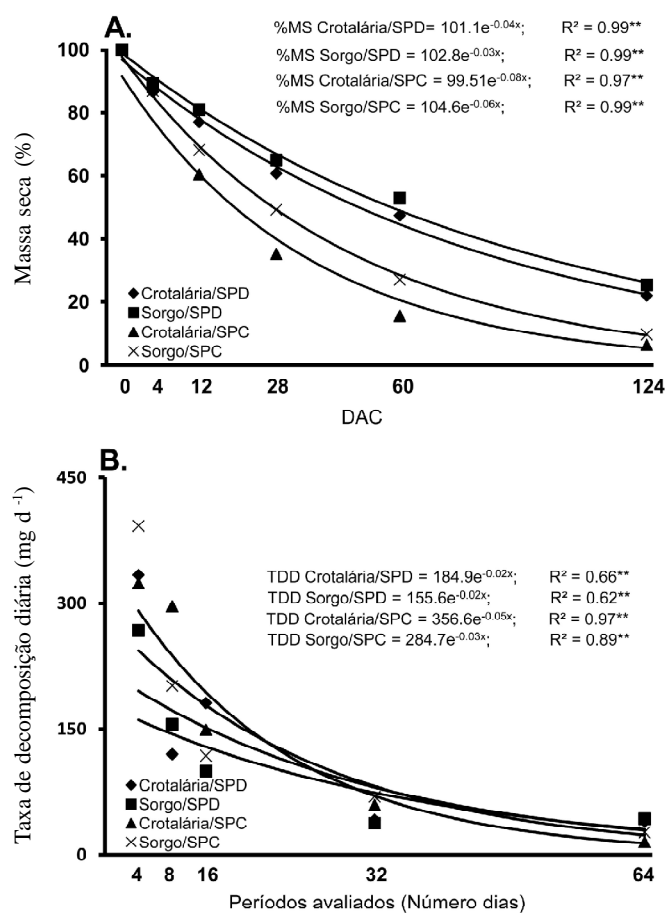 A.
%MS Crotalária/SPD= 101.1e-0.04x; R² = 0.99**
%MS Sorgo/SPD = 102.8e-0.03x; R² = 0.99**
%MS Crotalária/SPC = 99.51e-0.08x; R² = 0.97**
%MS Sorgo/SPC = 104.6e-0.06x; R² = 0.99**
Massa seca (%)
100
80
60
40
20
0
Crotalária/SPD
Sorgo/SPD
Crotalária/SPC
Sorgo/SPC
0 4 12 28 60 124
DAC
B.
Taxa de decomposição diária (mg d -1)
450
300
150
0
TDD Crotalária/SPD = 184.9e-0.02x; R² = 0.66**
TDD Sorgo/SPD = 155.6e-0.02x; R² = 0.62**
TDD Crotalária/SPC = 356.6e-0.05x; R² = 0.97**
TDD Sorgo/SPC = 284.7e-0.03x; R² = 0.89**
Crotalária/SPD
Sorgo/SPD
Crotalária/SPC
Sorgo/SPC
4 8 16 32 64
Períodos avaliados (Número dias)